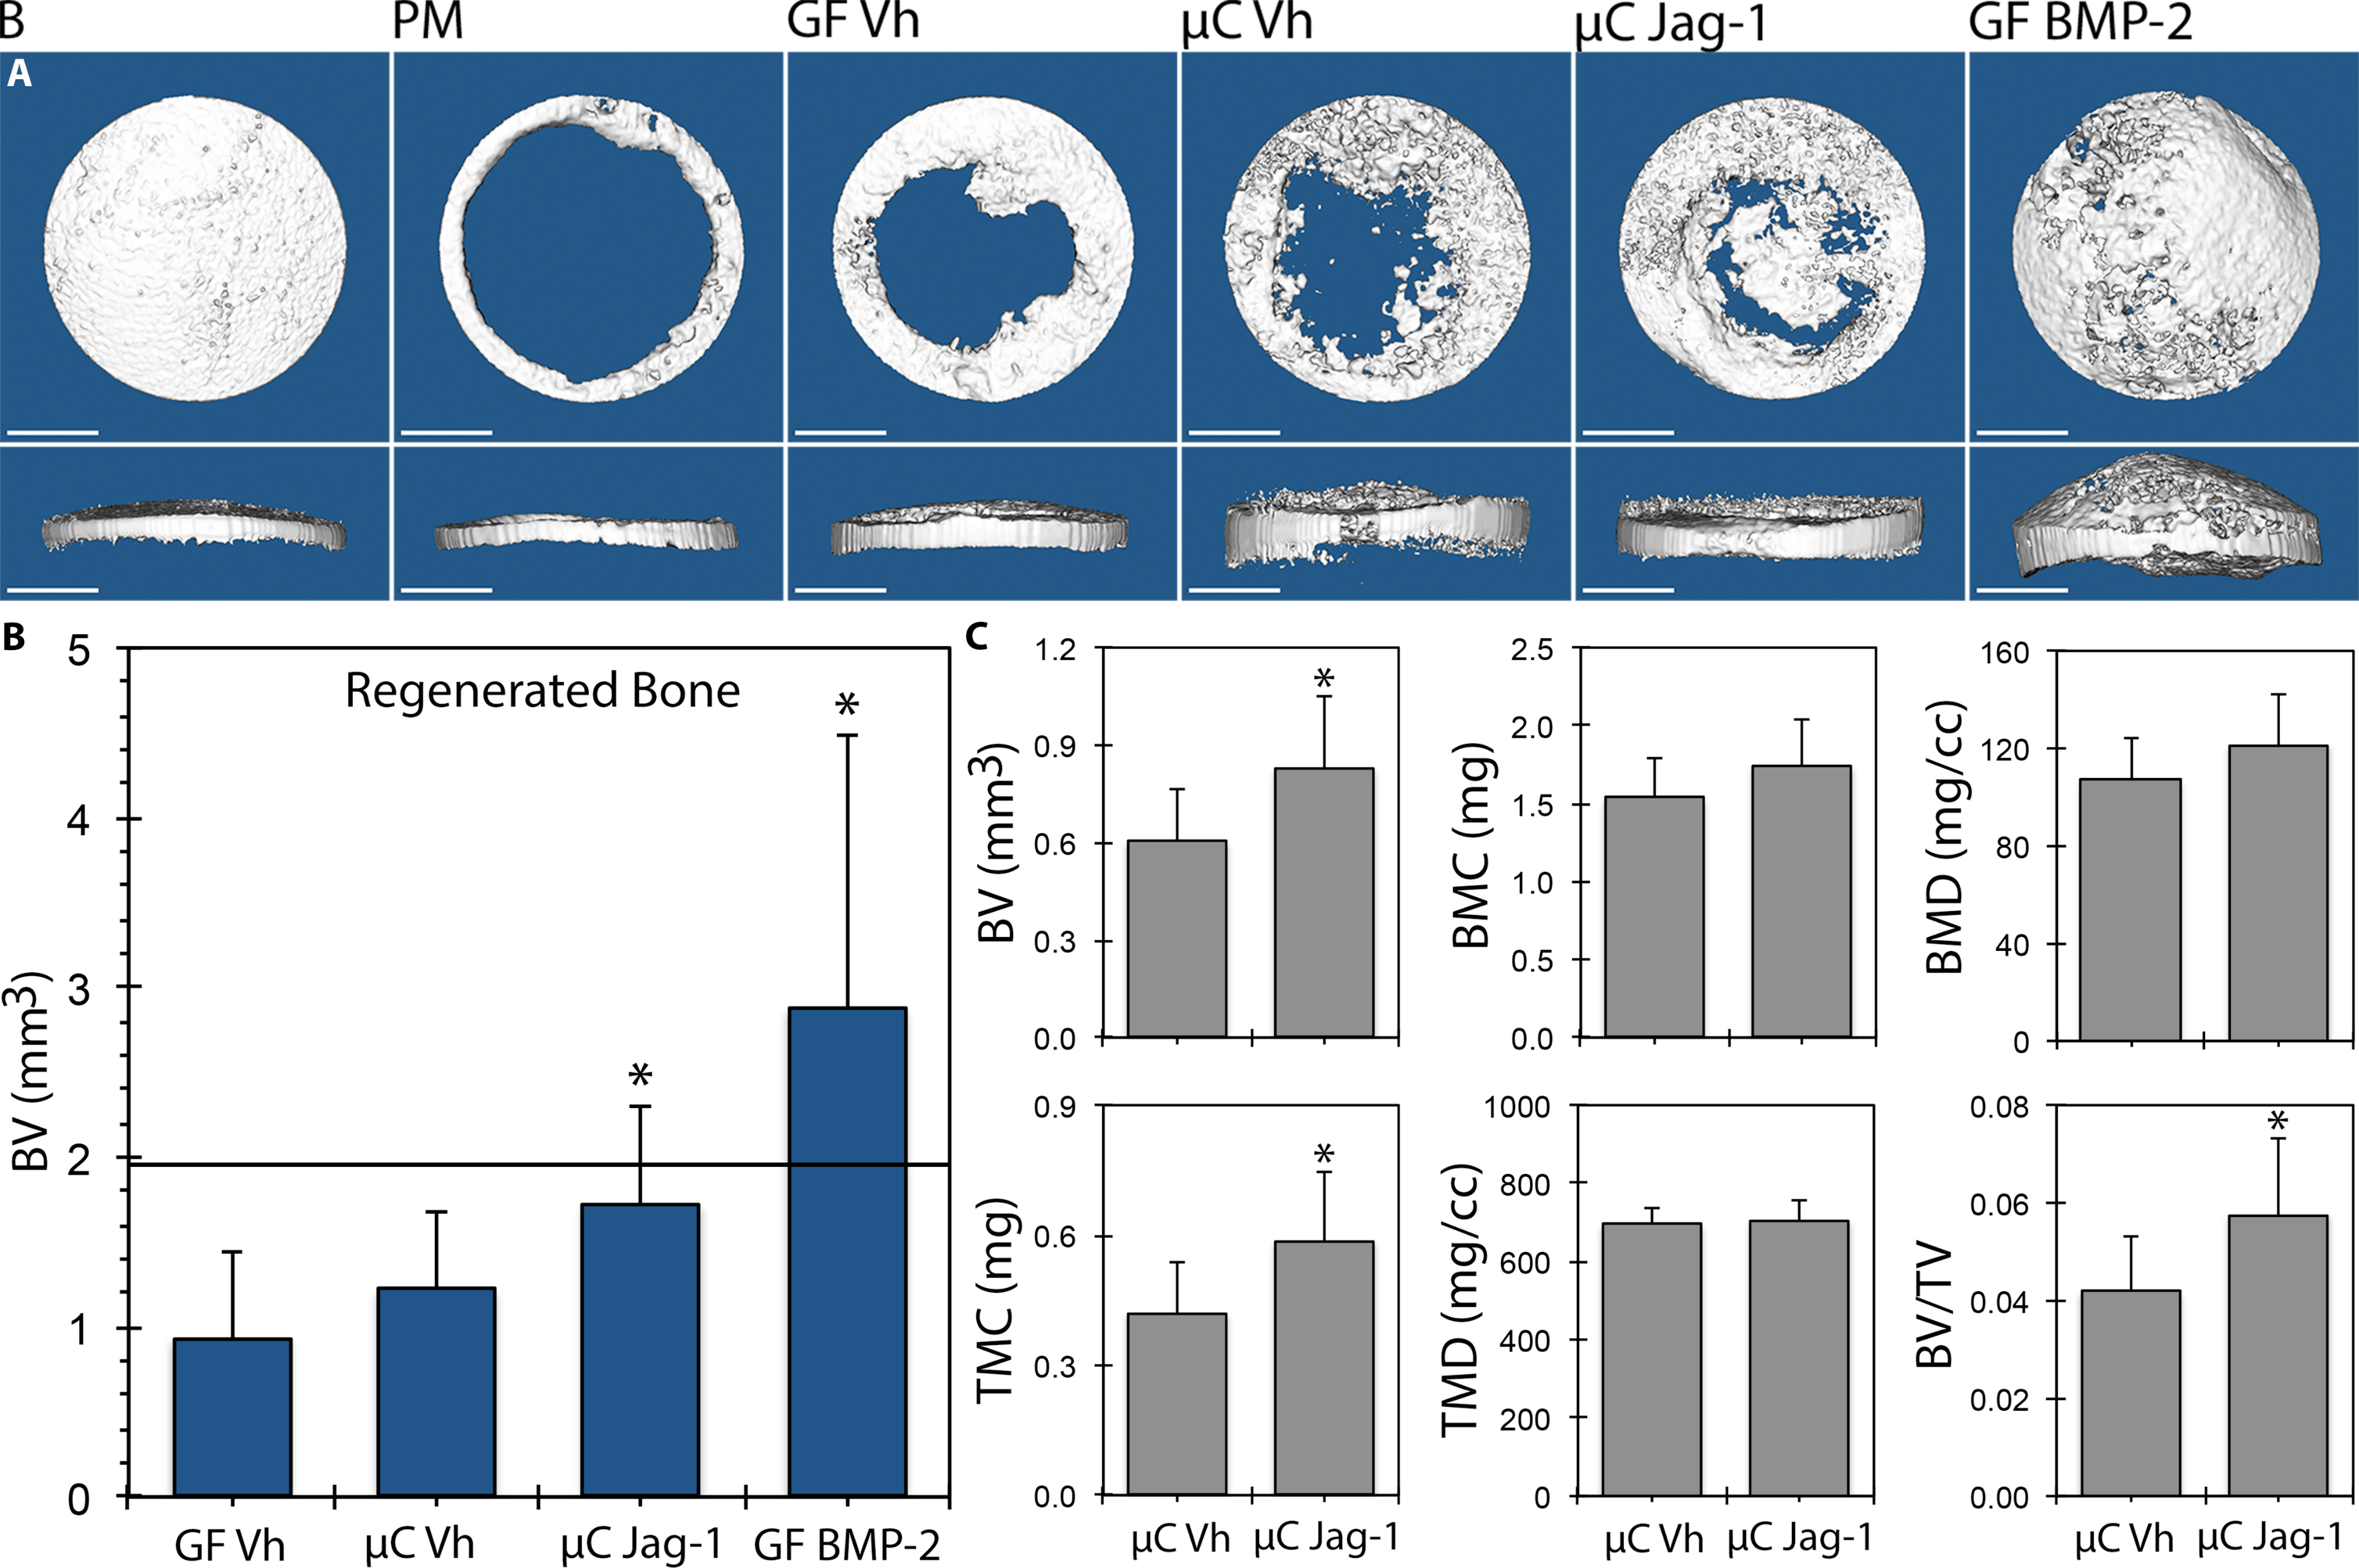 B PM GF Vh µC Vh µC Jag-1 GF BMP-2
A
B
5
4
3
2
1
0
BV (mm3)
Regenerated Bone
*
*
GF Vh µC Vh µC Jag-1 GF BMP-2
C
1.2
0.9
0.6
0.3
0.0
BV (mm3)
*
2.5
2.0
1.5
1.0
0.5
0.0
BMC (mg)
160
120
80
40
0
BMD (mg/cc)
0.9
0.6
0.3
0.0
TMC (mg)
*
µC Vh µC Jag-1
1000
800
600
400
200
0
TMD (mg/cc)
µC Vh µC Jag-1
0.08
0.06
0.04
0.02
0.00
BV/TV
*
µC Vh µC Jag-1